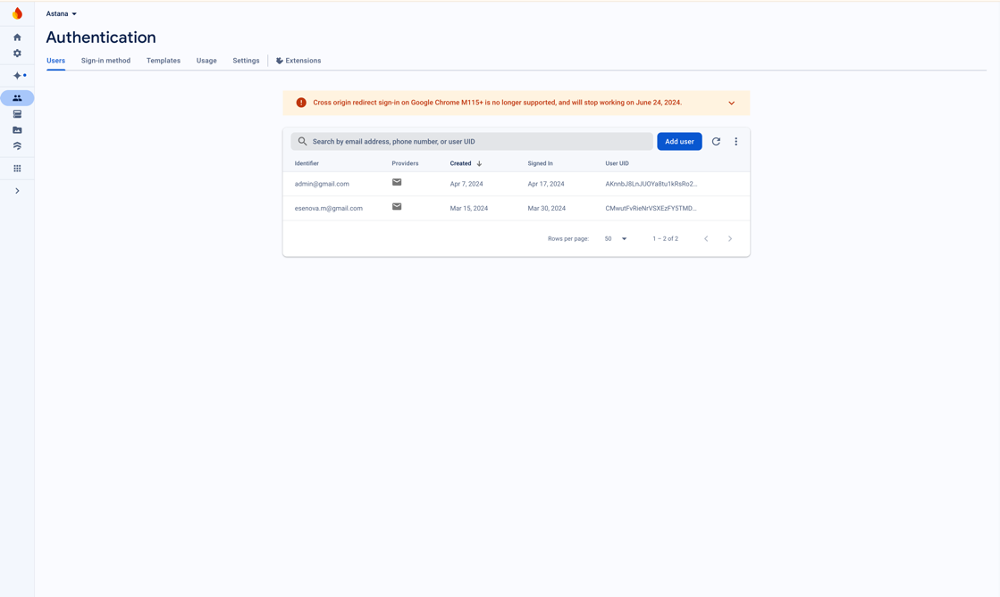 Astana
Authentication
Users Sign-in method Templates Usage Settings Extensions
Cross origin redirect sign-in on Google Chrome M115+ is no longer supported, and will stop working on June 24, 2024.
Search by email address, phone number, or user UID Add user
Identifier Providers Created Signed In User UID
admin@gmail.com Apr 7, 2024 Apr 17, 2024 AKnnbJ8LnJUOYa8tu1kRsRo2...
esenova.m@gmail.com Mar 15, 2024 Mar 30, 2024 CMwutFvRieNrVSXEzFY5TMD...
Rows per page: 50 1 – 2 of 2